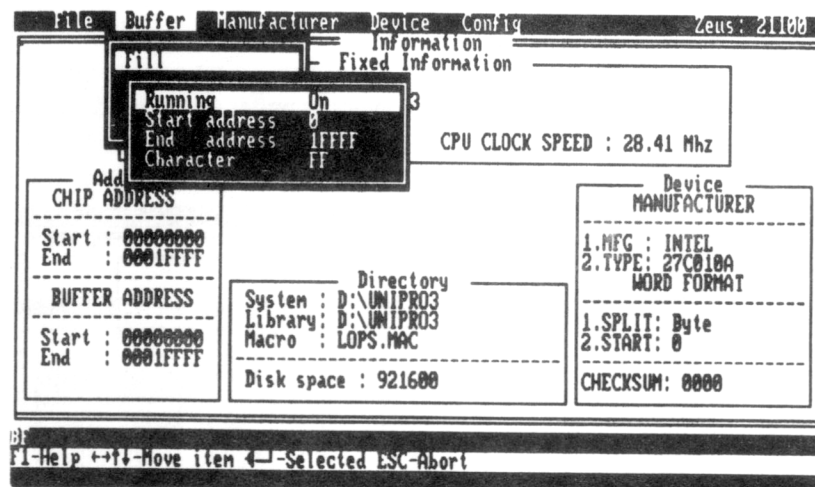 File Buffer Manufacturer Device Config Zeus: 21100
Information
Fill
Fixed Information
Running On
3
Start address 0
End address 1FFFF
Character FF
CPU CLOCK SPEED : 28.41 Mhz
Add
CHIP ADDRESS
Start : 00000000
End : 0001FFFF
BUFFER ADDRESS
Start : 00000000
End : 0001FFFF
Directory
System : D:\UNIPRO3
Library: D:\UNIPRO3
Macro : LOPS.MAC
Disk space : 921600
Device
MANUFACTURER
1.MFG : INTEL
2.TYPE: 27C010A
WORD FORMAT
1.SPLIT: Byte
2.START: 0
CHECKSUM: 0000
BF
F1-Help ←→↑↓-Move item ◄─┘-Selected ESC-Abort